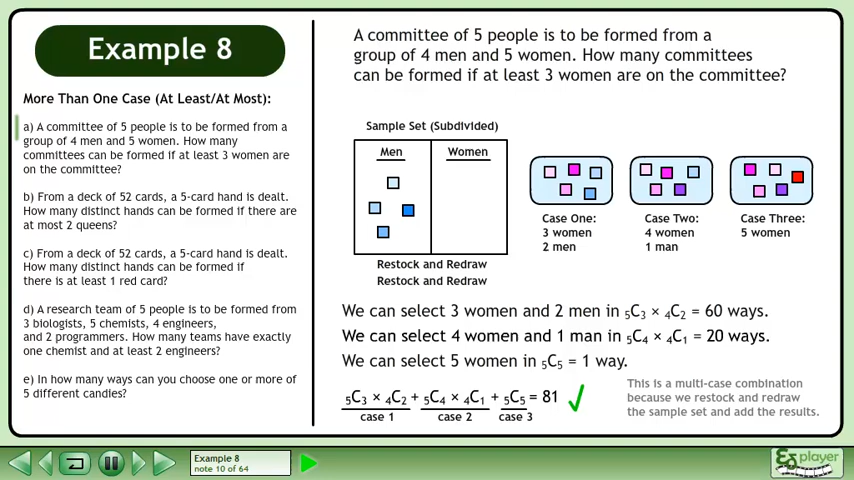 Example 8
More Than One Case (At Least/At Most):
a) A committee of 5 people is to be formed from a
group of 4 men and 5 women. How many
committees can be formed if at least 3 women are
on the committee?
b) From a deck of 52 cards, a 5-card hand is dealt.
How many distinct hands can be formed if there are
at most 2 queens?
c) From a deck of 52 cards, a 5-card hand is dealt.
How many distinct hands can be formed if
there is at least 1 red card?
d) A research team of 5 people is to be formed from
3 biologists, 5 chemists, 4 engineers,
and 2 programmers. How many teams have exactly
one chemist and at least 2 engineers?
e) In how many ways can you choose one or more of
5 different candies?
A committee of 5 people is to be formed from a
group of 4 men and 5 women. How many committees
can be formed if at least 3 women are on the committee?
Sample Set (Subdivided)
Men Women
Restock and Redraw
Restock and Redraw
Case One:
3 women
2 men
Case Two:
4 women
1 man
Case Three:
5 women
We can select 3 women and 2 men in ₅C₃ × ₄C₂ = 60 ways.
We can select 4 women and 1 man in ₅C₄ × ₄C₁ = 20 ways.
We can select 5 women in ₅C₅ = 1 way.
₅C₃ × ₄C₂ + ₅C₄ × ₄C₁ + ₅C₅ = 81
case 1 case 2 case 3
This is a multi-case combination
because we restock and redraw
the sample set and add the results.
Example 8
note 10 of 64
player